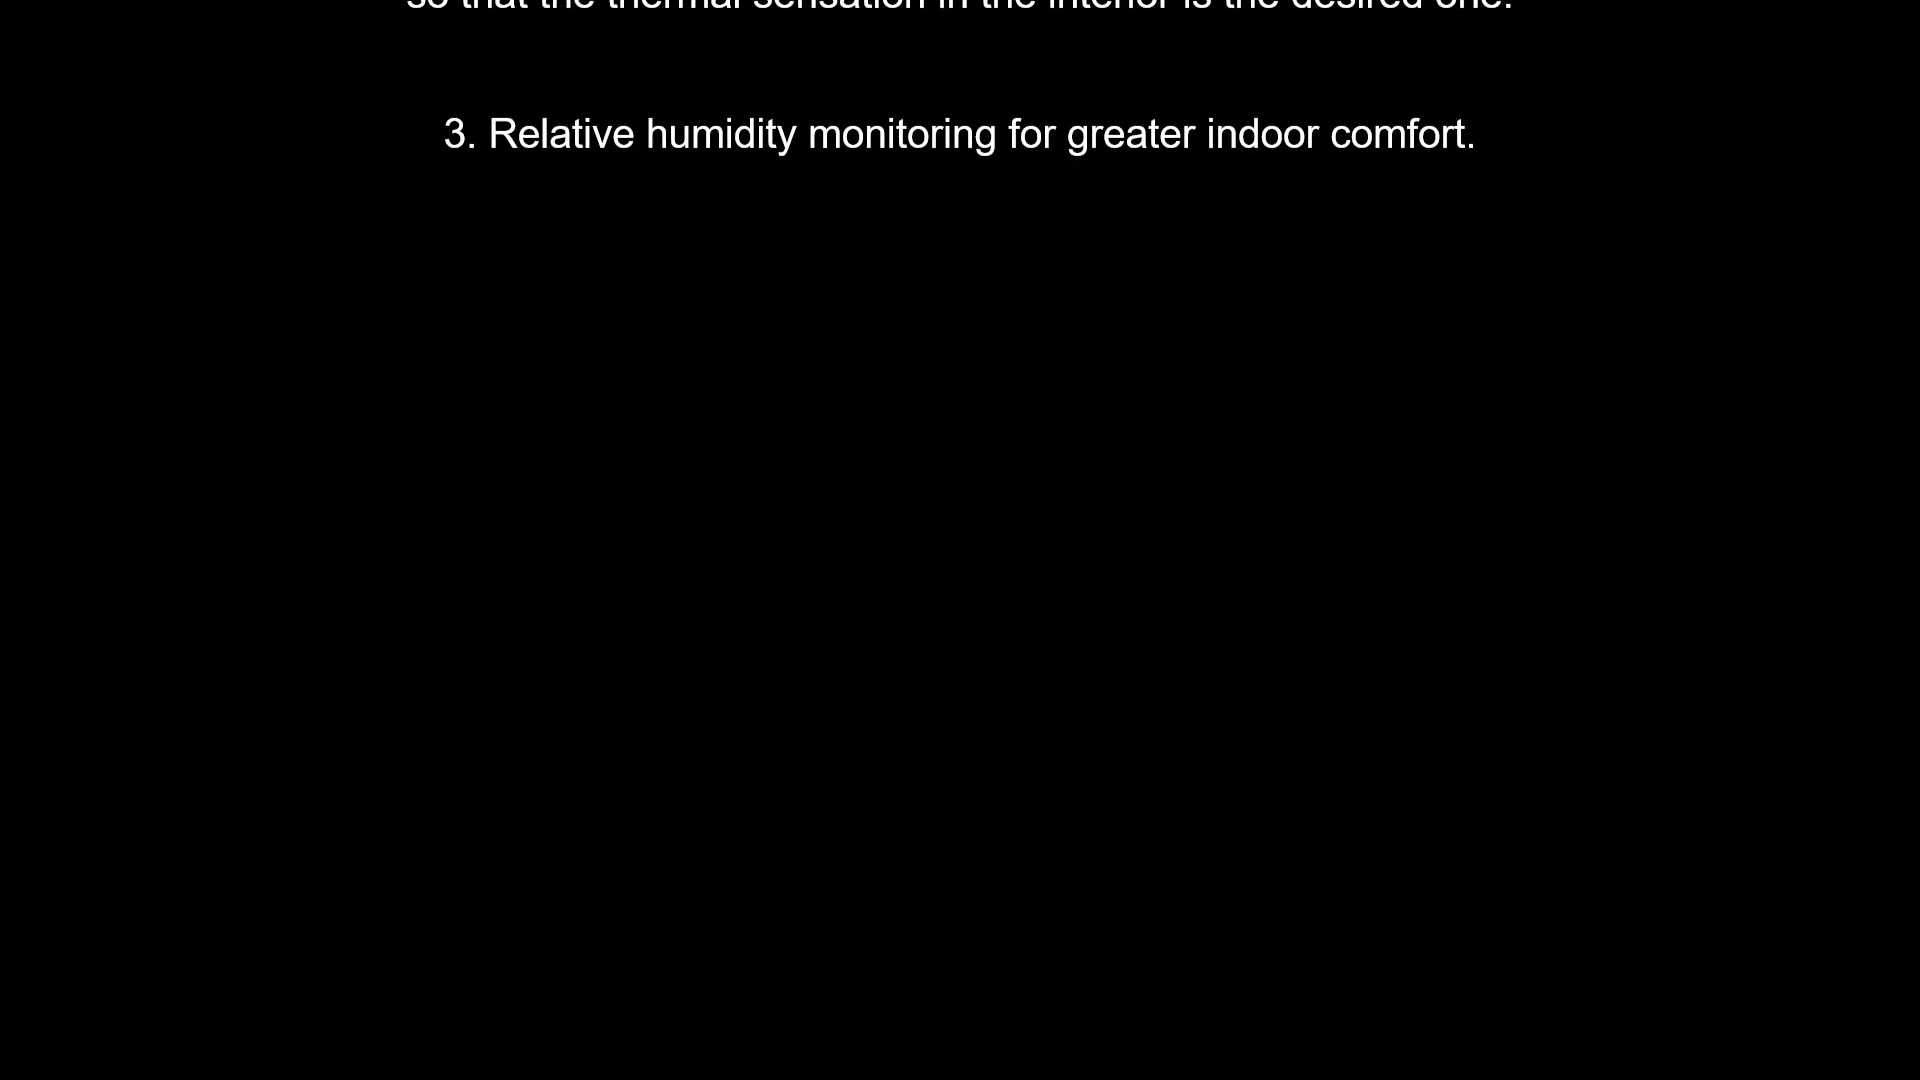 so that the thermal sensation in the interior is the desired one.
3. Relative humidity monitoring for greater indoor comfort.